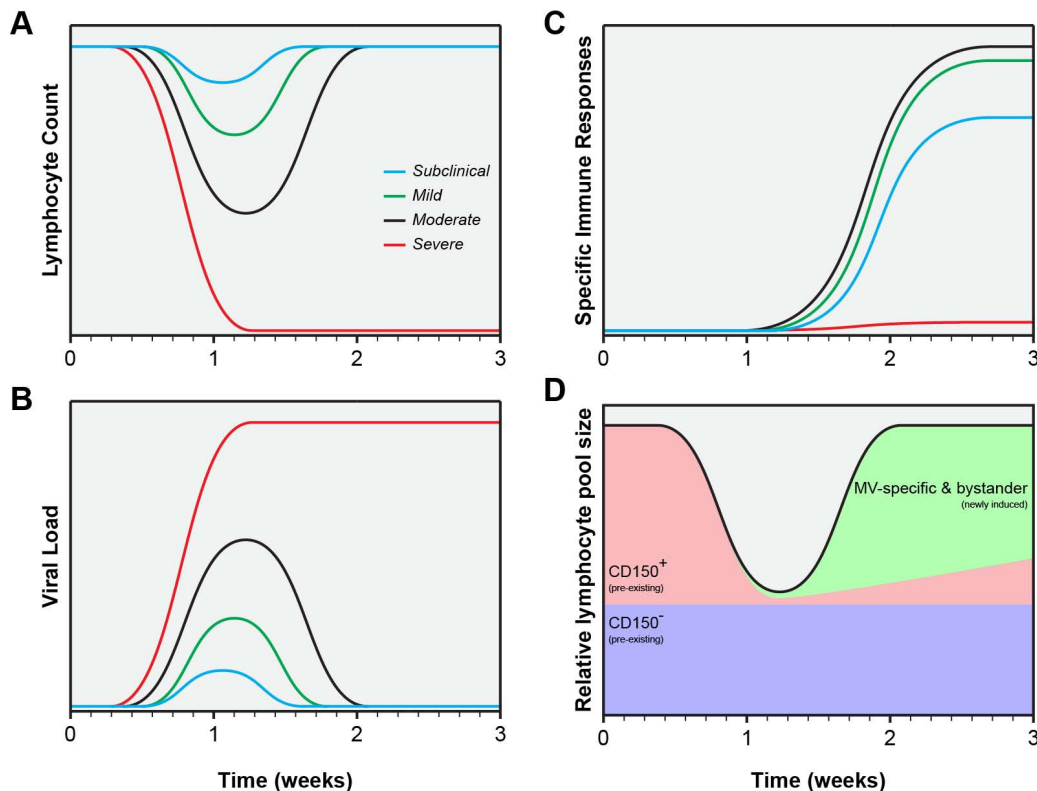 A
Lymphocyte Count
Subclinical
Mild
Moderate
Severe
0
1
2
3
B
Viral Load
0
1
2
3
Time (weeks)
C
Specific Immune Responses
0
1
2
3
D
Relative lymphocyte pool size
MV-specific & bystander
(newly induced)
CD150+
(pre-existing)
CD150-
(pre-existing)
0
1
2
3
Time (weeks)